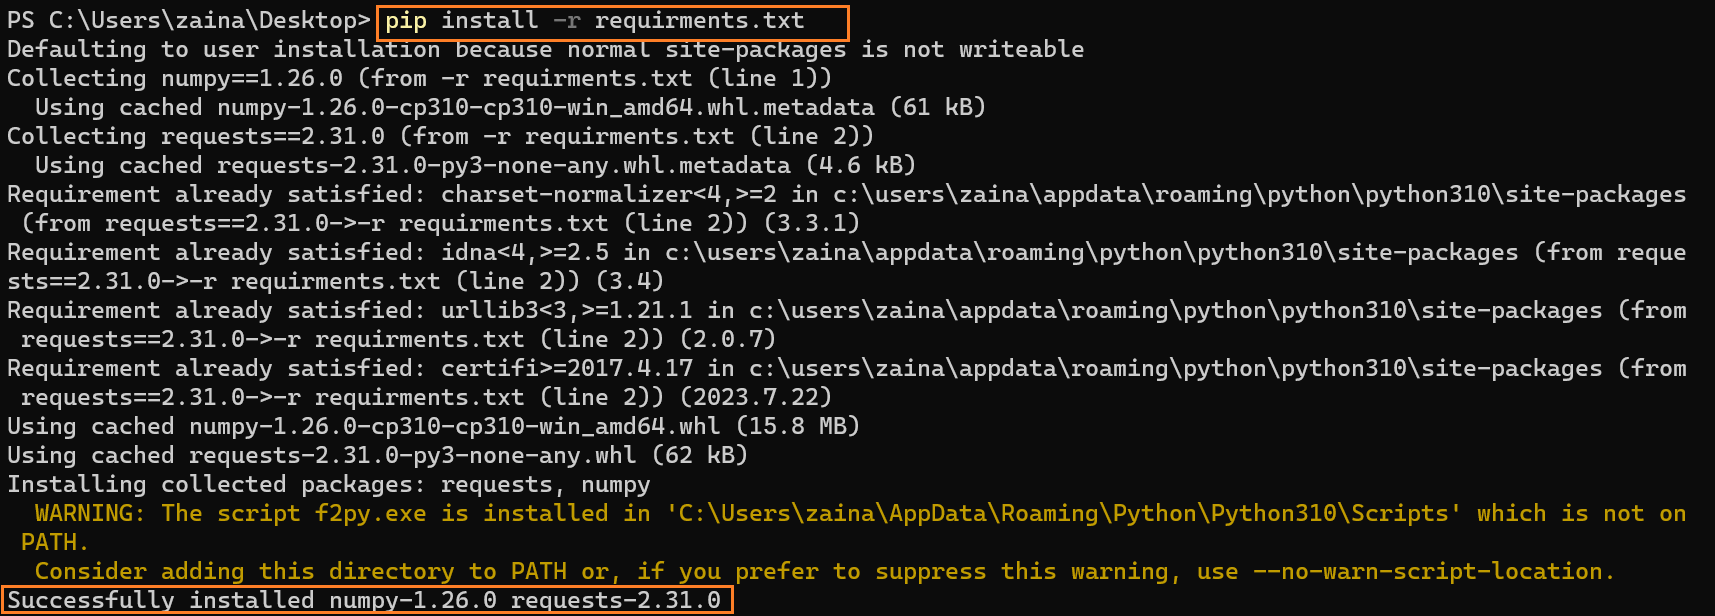 PS C:\Users\zaina\Desktop> pip install -r requirments.txt
Defaulting to user installation because normal site-packages is not writeable
Collecting numpy==1.26.0 (from -r requirments.txt (line 1))
  Using cached numpy-1.26.0-cp310-cp310-win_amd64.whl.metadata (61 kB)
Collecting requests==2.31.0 (from -r requirments.txt (line 2))
  Using cached requests-2.31.0-py3-none-any.whl.metadata (4.6 kB)
Requirement already satisfied: charset-normalizer<4,>=2 in c:\users\zaina\appdata\roaming\python\python310\site-packages
 (from requests==2.31.0->-r requirments.txt (line 2)) (3.3.1)
Requirement already satisfied: idna<4,>=2.5 in c:\users\zaina\appdata\roaming\python\python310\site-packages (from reque
sts==2.31.0->-r requirments.txt (line 2)) (3.4)
Requirement already satisfied: urllib3<3,>=1.21.1 in c:\users\zaina\appdata\roaming\python\python310\site-packages (from
 requests==2.31.0->-r requirments.txt (line 2)) (2.0.7)
Requirement already satisfied: certifi>=2017.4.17 in c:\users\zaina\appdata\roaming\python\python310\site-packages (from
 requests==2.31.0->-r requirments.txt (line 2)) (2023.7.22)
Using cached numpy-1.26.0-cp310-cp310-win_amd64.whl (15.8 MB)
Using cached requests-2.31.0-py3-none-any.whl (62 kB)
Installing collected packages: requests, numpy
  WARNING: The script f2py.exe is installed in 'C:\Users\zaina\AppData\Roaming\Python\Python310\Scripts' which is not on
 PATH.
  Consider adding this directory to PATH or, if you prefer to suppress this warning, use --no-warn-script-location.
Successfully installed numpy-1.26.0 requests-2.31.0